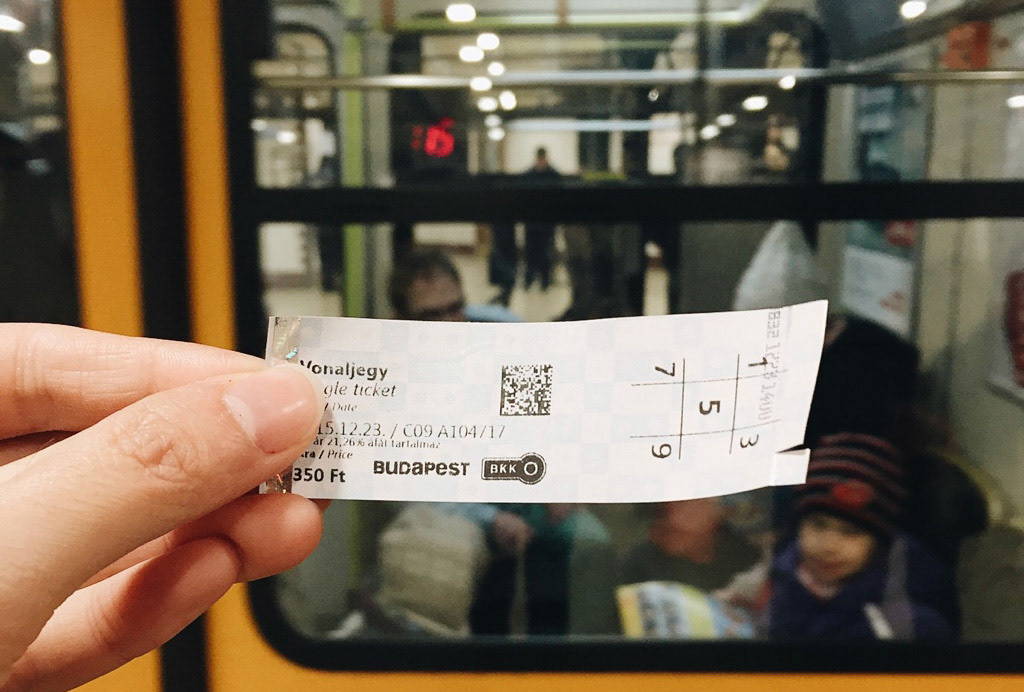 Vonaljegy
gle ticket
/ Date
15.12.23. / C09 A104/17
ár 21,26% áfát tartalmaz
/ Price
350 Ft
BUDAPEST BKK
1
3
5
7
9